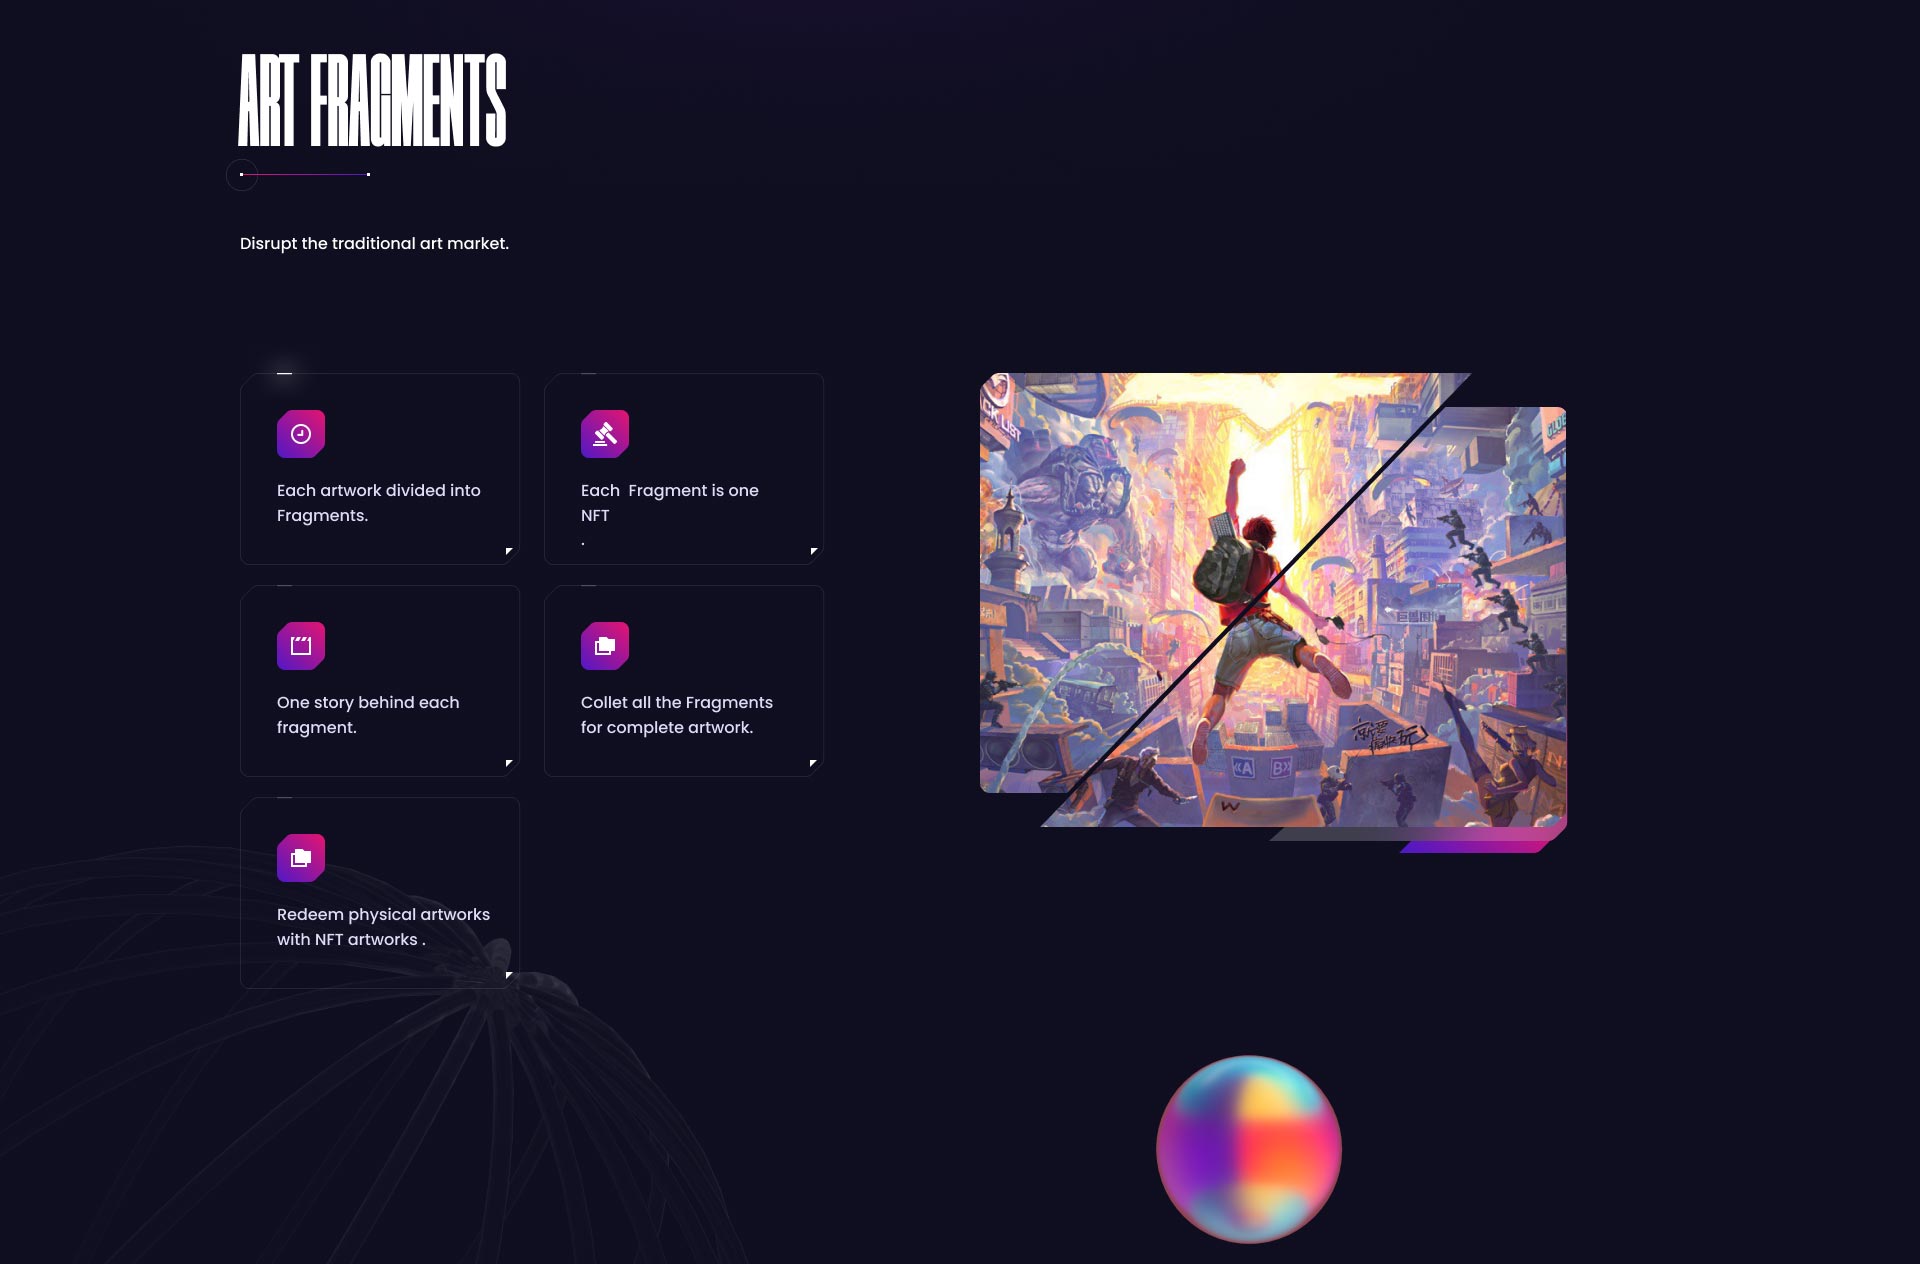 ART FRAGMENTS
Disrupt the traditional art market.
Each artwork divided into
Fragments.
Each  Fragment is one
NFT
.
One story behind each
fragment.
Collet all the Fragments
for complete artwork.
Redeem physical artworks
with NFT artworks .
«A
B»